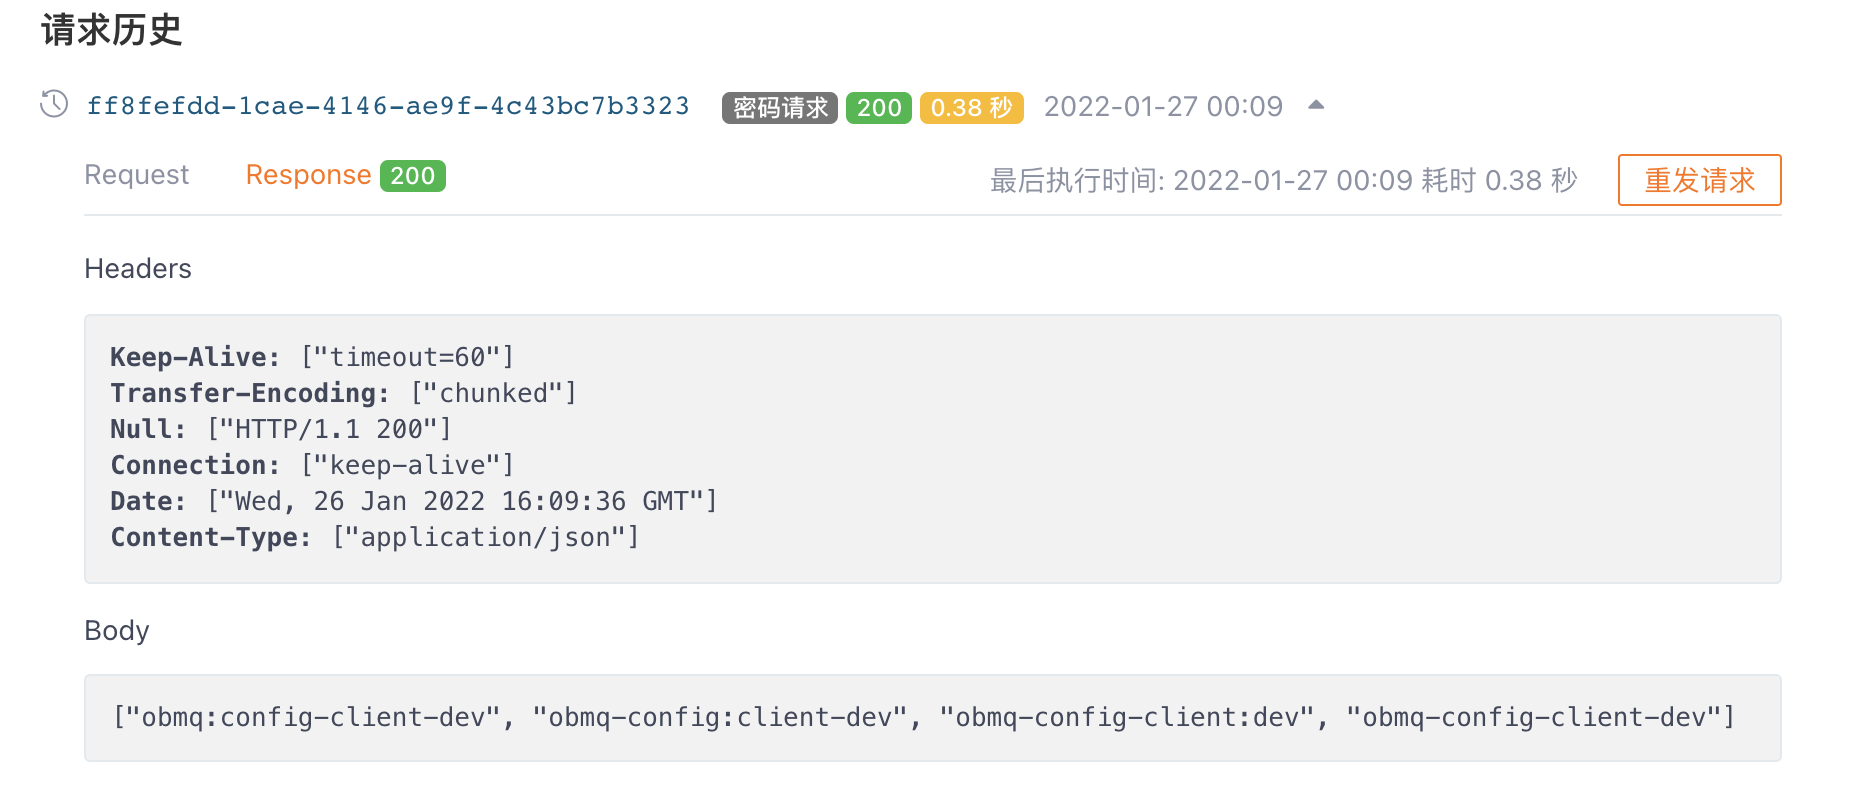 请求历史
ff8fefdd-1cae-4146-ae9f-4c43bc7b3323 密码请求 200 0.38 秒 2022-01-27 00:09
Request Response 200 最后执行时间: 2022-01-27 00:09 耗时 0.38 秒 重发请求
Headers
Keep-Alive: ["timeout=60"]
Transfer-Encoding: ["chunked"]
Null: ["HTTP/1.1 200"]
Connection: ["keep-alive"]
Date: ["Wed, 26 Jan 2022 16:09:36 GMT"]
Content-Type: ["application/json"]
Body
["obmq:config-client-dev", "obmq-config:client-dev", "obmq-config-client:dev", "obmq-config-client-dev"]